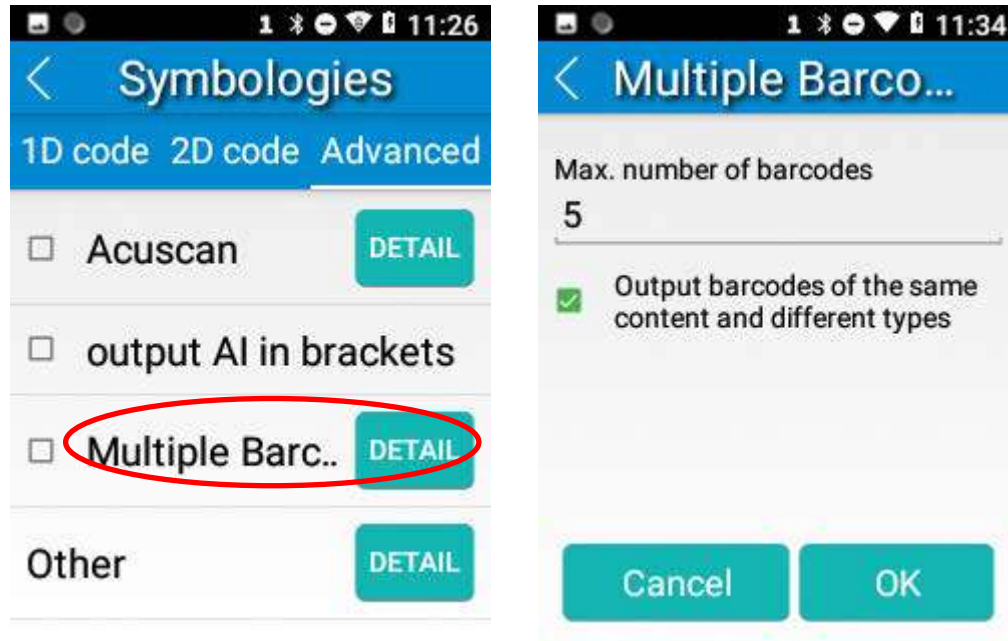 1 11:26
Symbologies
1D code 2D code Advanced
Acuscan DETAIL
output AI in brackets
Multiple Barc.. DETAIL
Other DETAIL
1 11:34
Multiple Barco...
Max. number of barcodes
5
Output barcodes of the same
content and different types
Cancel OK